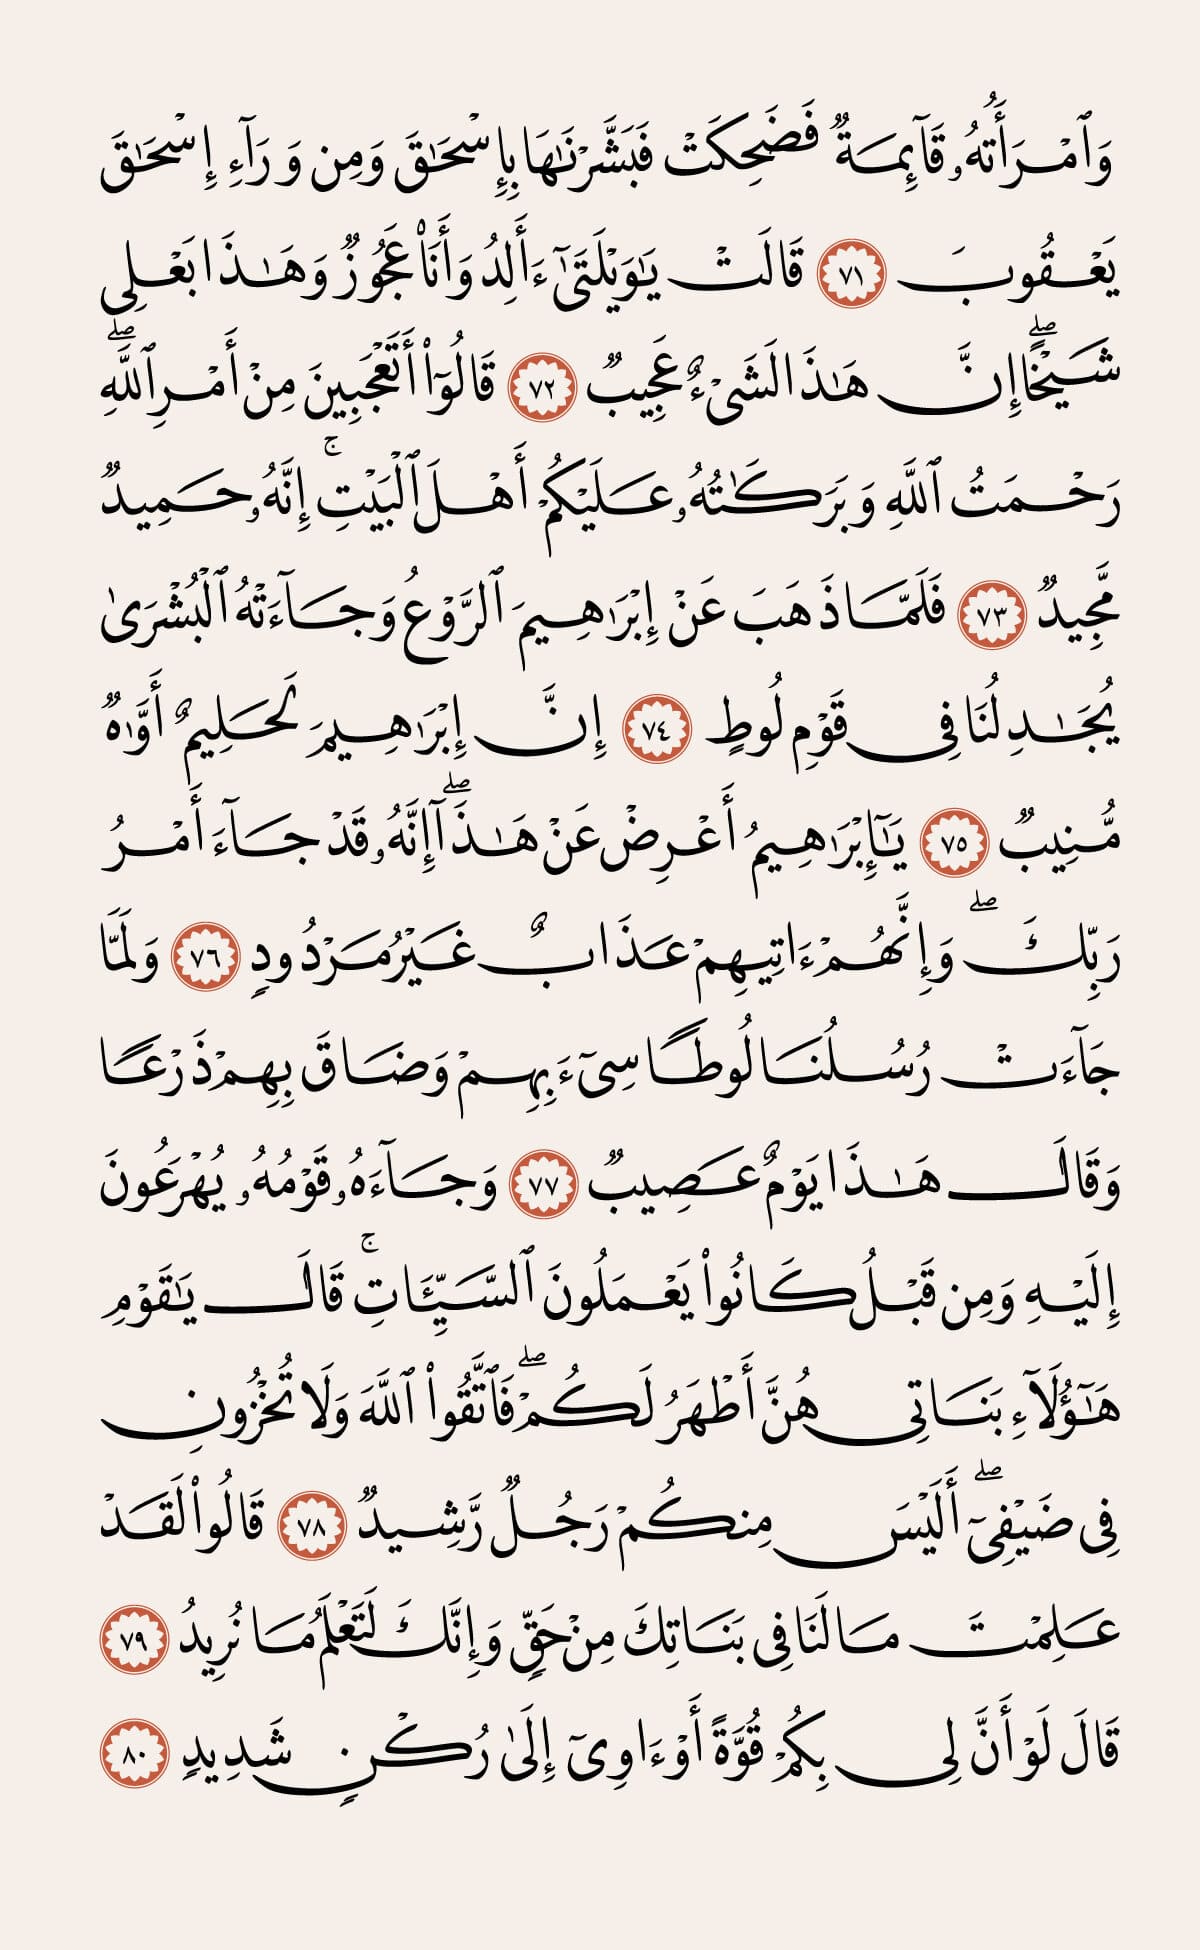 وَٱمْرَأَتُهُۥ قَآئِمَةٌ فَضَحِكَتْ فَبَشَّرْنَٰهَا بِإِسْحَٰقَ وَمِن وَرَآءِ إِسْحَٰقَ
يَعْقُوبَ ٧١ قَالَتْ يَٰوَيْلَتَىٰٓ ءَأَلِدُ وَأَنَا۠ عَجُوزٌ وَهَٰذَا بَعْلِى
شَيْخًاۖ إِنَّ هَٰذَا لَشَىْءٌ عَجِيبٌ ٧٢ قَالُوٓا۟ أَتَعْجَبِينَ مِنْ أَمْرِ ٱللَّهِۖ
رَحْمَتُ ٱللَّهِ وَبَرَكَٰتُهُۥ عَلَيْكُمْ أَهْلَ ٱلْبَيْتِۚ إِنَّهُۥ حَمِيدٌ
مَّجِيدٌ ٧٣ فَلَمَّا ذَهَبَ عَنْ إِبْرَٰهِيمَ ٱلرَّوْعُ وَجَآءَتْهُ ٱلْبُشْرَىٰ
يُجَٰدِلُنَا فِى قَوْمِ لُوطٍ ٧٤ إِنَّ إِبْرَٰهِيمَ لَحَلِيمٌ أَوَّٰهٌ
مُّنِيبٌ ٧٥ يَٰٓإِبْرَٰهِيمُ أَعْرِضْ عَنْ هَٰذَآۖ إِنَّهُۥ قَدْ جَآءَ أَمْرُ
رَبِّكَۖ وَإِنَّهُمْ ءَاتِيهِمْ عَذَابٌ غَيْرُ مَرْدُودٍ ٧٦ وَلَمَّا
جَآءَتْ رُسُلُنَا لُوطًا سِىٓءَ بِهِمْ وَضَاقَ بِهِمْ ذَرْعًا
وَقَالَ هَٰذَا يَوْمٌ عَصِيبٌ ٧٧ وَجَآءَهُۥ قَوْمُهُۥ يُهْرَعُونَ
إِلَيْهِ وَمِن قَبْلُ كَانُوا۟ يَعْمَلُونَ ٱلسَّيِّـَٔاتِۚ قَالَ يَٰقَوْمِ
هَٰٓؤُلَآءِ بَنَاتِى هُنَّ أَطْهَرُ لَكُمْۖ فَٱتَّقُوا۟ ٱللَّهَ وَلَا تُخْزُونِ
فِى ضَيْفِىٓۖ أَلَيْسَ مِنكُمْ رَجُلٌ رَّشِيدٌ ٧٨ قَالُوا۟ لَقَدْ
عَلِمْتَ مَا لَنَا فِى بَنَاتِكَ مِنْ حَقٍّ وَإِنَّكَ لَتَعْلَمُ مَا نُرِيدُ ٧٩
قَالَ لَوْ أَنَّ لِى بِكُمْ قُوَّةً أَوْ ءَاوِىٓ إِلَىٰ رُكْنٍ شَدِيدٍ ٨٠